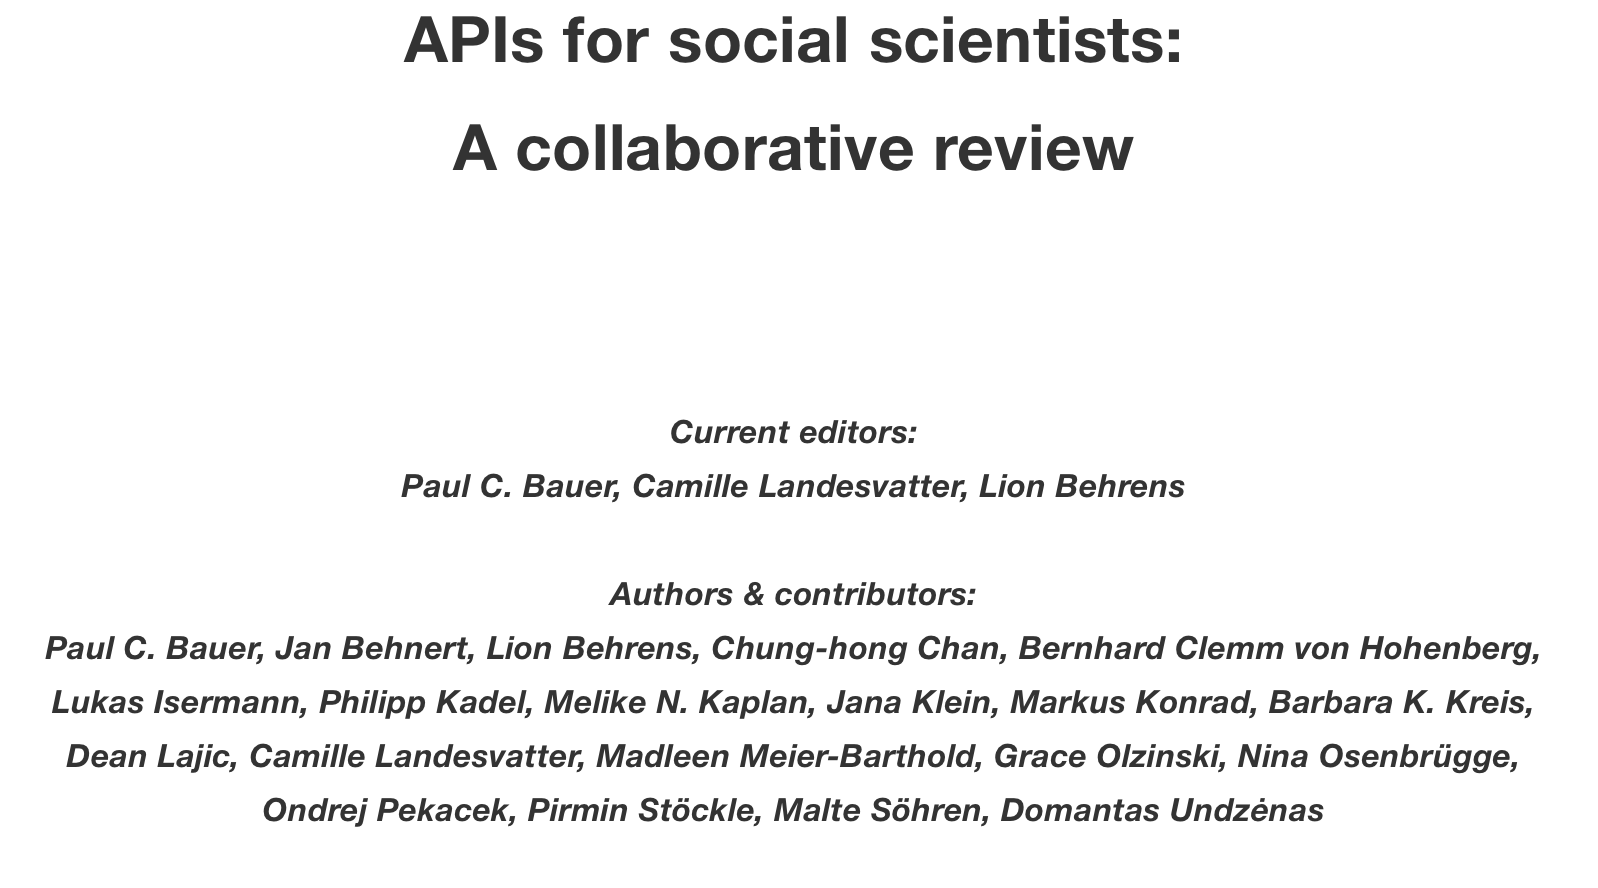 APIs for social scientists:
A collaborative review
Current editors:
Paul C. Bauer, Camille Landesvatter, Lion Behrens
Authors & contributors:
Paul C. Bauer, Jan Behnert, Lion Behrens, Chung-hong Chan, Bernhard Clemm von Hohenberg,
Lukas Isermann, Philipp Kadel, Melike N. Kaplan, Jana Klein, Markus Konrad, Barbara K. Kreis,
Dean Lajic, Camille Landesvatter, Madleen Meier-Barthold, Grace Olzinski, Nina Osenbrügge,
Ondrej Pekacek, Pirmin Stöckle, Malte Söhren, Domantas Undzėnas